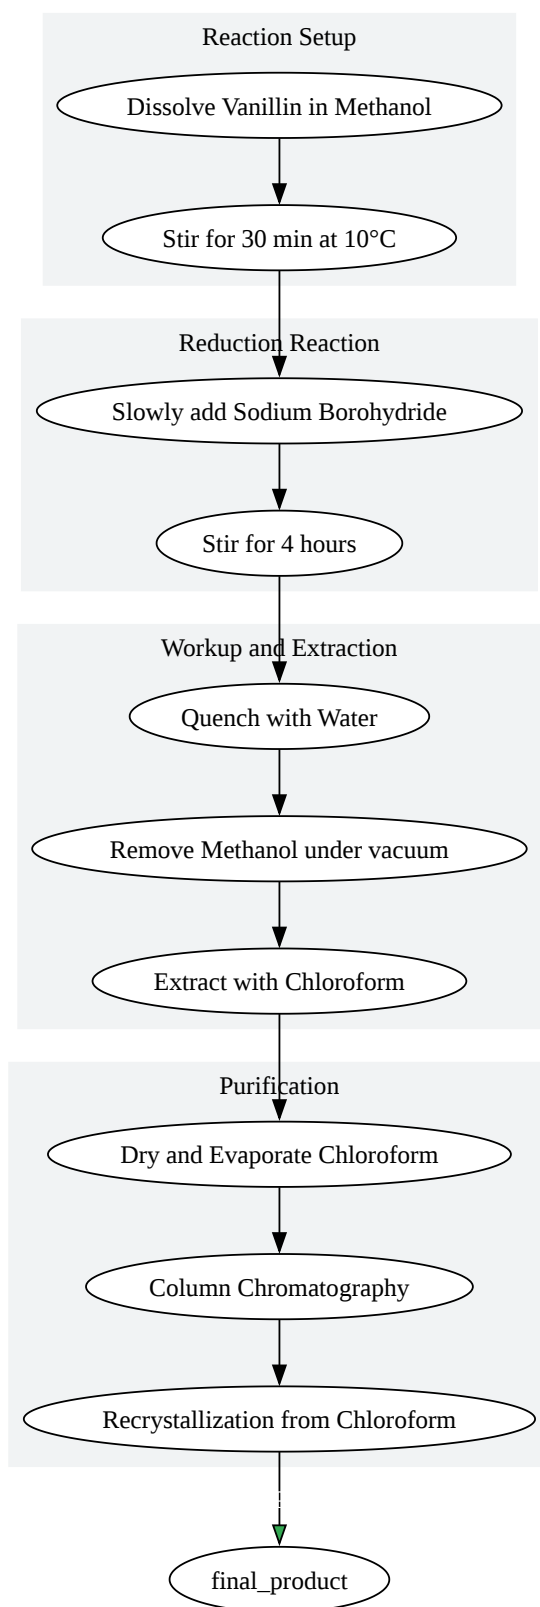 Reaction Setup
Dissolve Vanillin in Methanol
Stir for 30 min at 10°C
Reduction Reaction
Slowly add Sodium Borohydride
Stir for 4 hours
Workup and Extraction
Quench with Water
Remove Methanol under vacuum
Extract with Chloroform
Purification
Dry and Evaporate Chloroform
Column Chromatography
Recrystallization from Chloroform
final_product